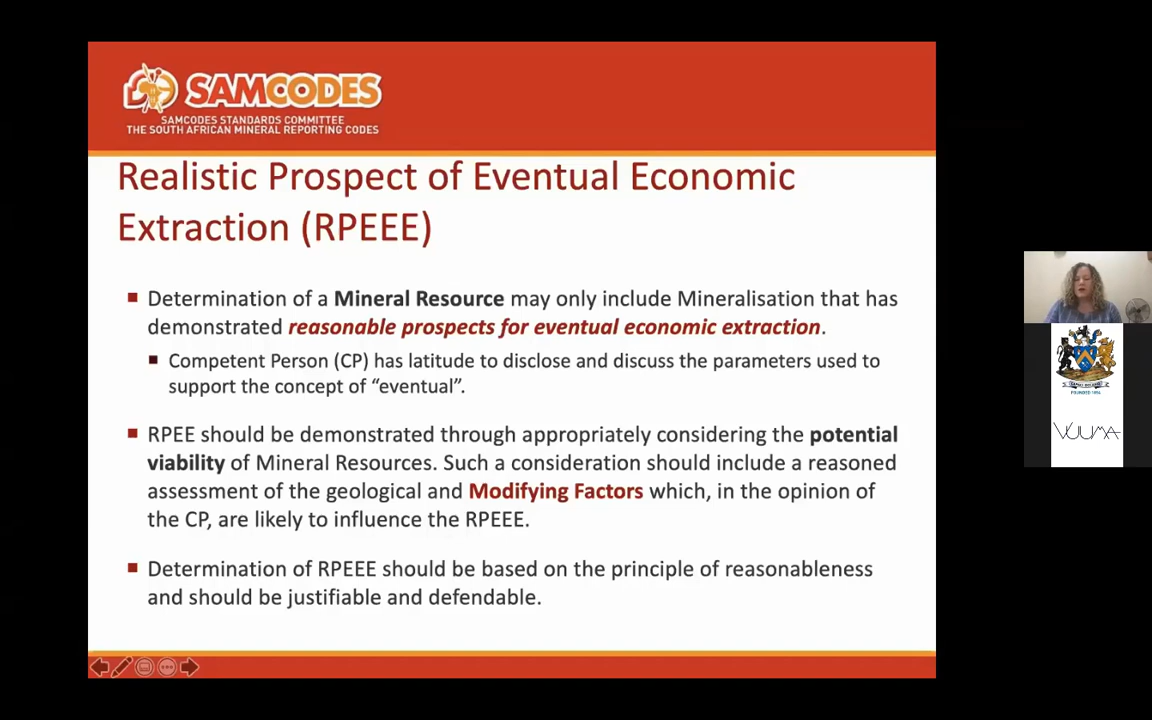 SAMCODES
SAMCODES STANDARDS COMMITTEE
THE SOUTH AFRICAN MINERAL REPORTING CODES
Realistic Prospect of Eventual Economic
Extraction (RPEEE)
Determination of a Mineral Resource may only include Mineralisation that has
demonstrated reasonable prospects for eventual economic extraction.
Competent Person (CP) has latitude to disclose and discuss the parameters used to
support the concept of “eventual”.
RPEE should be demonstrated through appropriately considering the potential
viability of Mineral Resources. Such a consideration should include a reasoned
assessment of the geological and Modifying Factors which, in the opinion of
the CP, are likely to influence the RPEEE.
Determination of RPEEE should be based on the principle of reasonableness
and should be justifiable and defendable.
FOUNDED 1894
VUUMA